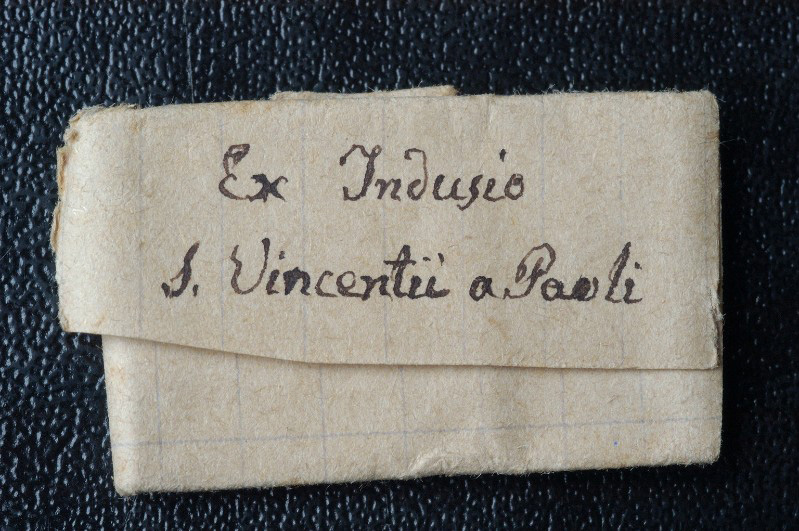 Ex Indusio
S. Vincentii a Paoli